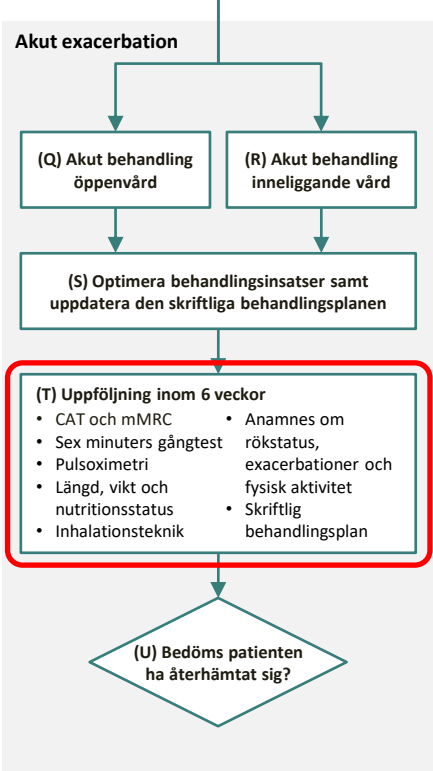 Akut exacerbation
(Q) Akut behandling
öppenvård
(R) Akut behandling
inneliggande vård
(S) Optimera behandlingsinsatser samt
uppdatera den skriftliga behandlingsplanen
(T) Uppföljning inom 6 veckor
• CAT och mMRC
• Sex minuters gångtest
• Pulsoximetri
• Längd, vikt och
nutritionsstatus
• Inhalationsteknik
• Anamnes om
rökstatus,
exacerbationer och
fysisk aktivitet
• Skriftlig
behandlingsplan
(U) Bedöms patienten
ha återhämtat sig?